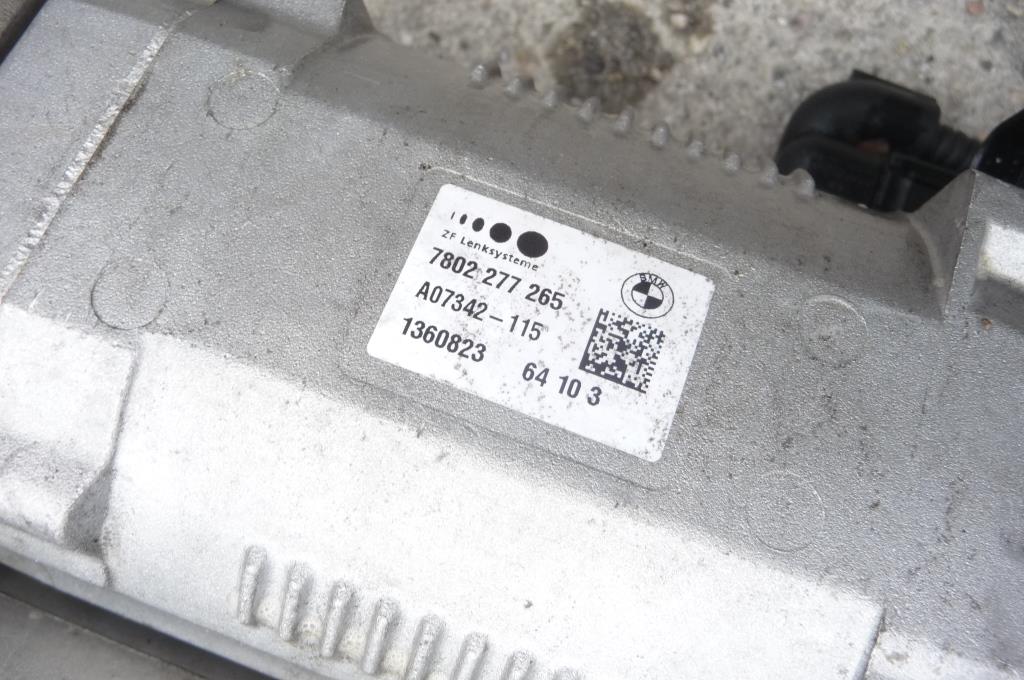 ZF Lenksysteme
7802 277 265
BMW
A07342-115
1360823
64 10 3